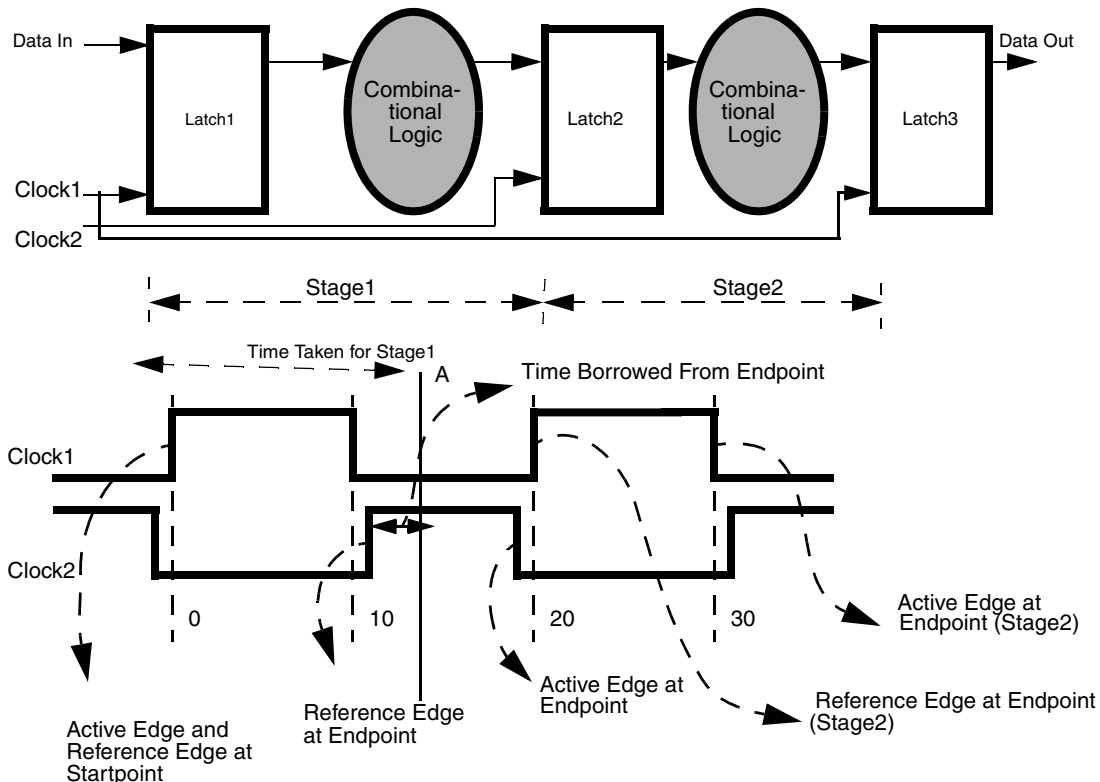 Data In
Latch1
Combina-
tional
Logic
Latch2
Combina-
tional
Logic
Latch3
Data Out
Clock1
Clock2
Stage1
Stage2
Time Taken for Stage1
A
Time Borrowed From Endpoint
Clock1
Clock2
0
10
20
30
Active Edge at
Endpoint (Stage2)
Active Edge and
Reference Edge at
Startpoint
Reference Edge
at Endpoint
Active Edge at
Endpoint
Reference Edge at Endpoint
(Stage2)